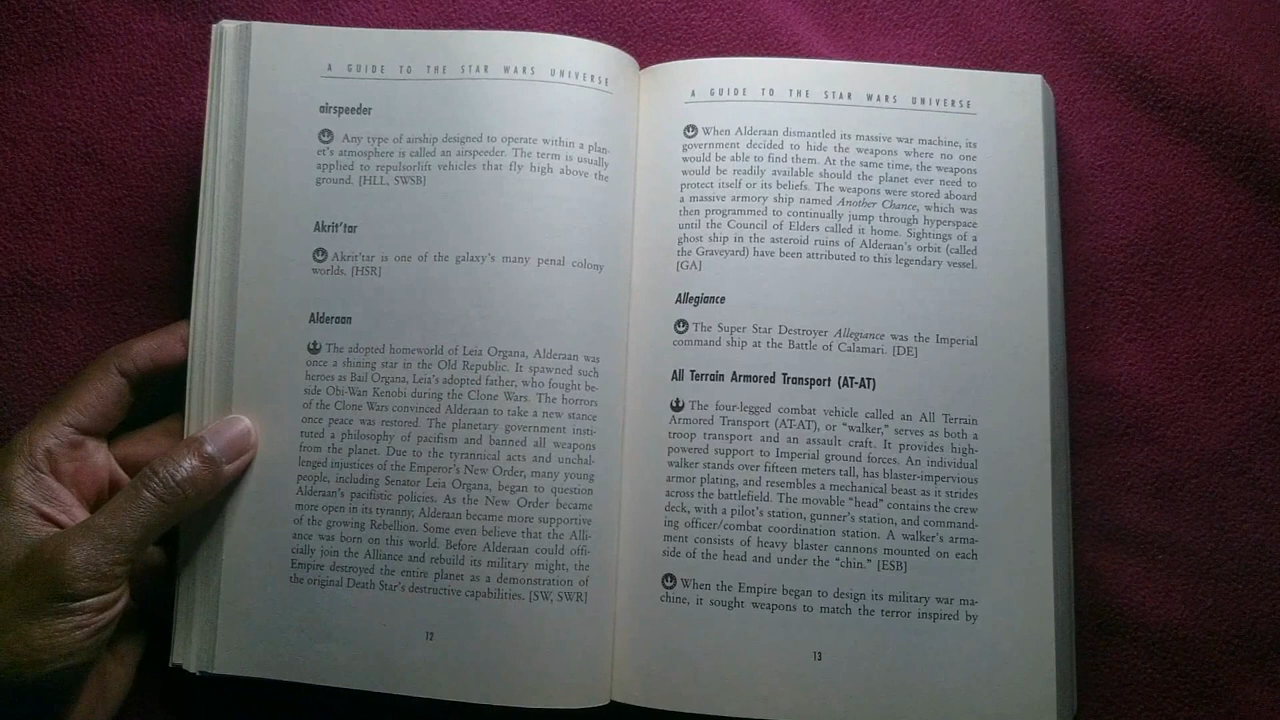 A GUIDE TO THE STAR WARS UNIVERSE
airspeeder
Any type of airship designed to operate within a plan-
et's atmosphere is called an airspeeder. The term is usually
applied to repulsorlift vehicles that fly high above the
ground. [HLL, SWSB]
Akrit'tar
Akrit'tar is one of the galaxy's many penal colony
worlds. [HSR]
Alderaan
The adopted homeworld of Leia Organa, Alderaan was
once a shining star in the Old Republic. It spawned such
heroes as Bail Organa, Leia's adopted father, who fought be-
side Obi-Wan Kenobi during the Clone Wars. The horrors
of the Clone Wars convinced Alderaan to take a new stance
once peace was restored. The planetary government insti-
tuted a philosophy of pacifism and banned all weapons
from the planet. Due to the tyrannical acts and unchal-
lenged injustices of the Emperor's New Order, many young
people, including Senator Leia Organa, began to question
Alderaan's pacifistic policies. As the New Order became
more open in its tyranny, Alderaan became more supportive
of the growing Rebellion. Some even believe that the Alli-
ance was born on this world. Before Alderaan could offi-
cially join the Alliance and rebuild its military might, the
Empire destroyed the entire planet as a demonstration of
the original Death Star's destructive capabilities. [SW, SWR]
12
A GUIDE TO THE STAR WARS UNIVERSE
When Alderaan dismantled its massive war machine, its
government decided to hide the weapons where no one
would be able to find them. At the same time, the weapons
would be readily available should the planet ever need to
protect itself or its beliefs. The weapons were stored aboard
a massive armory ship named Another Chance, which was
then programmed to continually jump through hyperspace
until the Council of Elders called it home. Sightings of a
ghost ship in the asteroid ruins of Alderaan's orbit (called
the Graveyard) have been attributed to this legendary vessel.
[GA]
Allegiance
The Super Star Destroyer Allegiance was the Imperial
command ship at the Battle of Calamari. [DE]
All Terrain Armored Transport (AT-AT)
The four-legged combat vehicle called an All Terrain
Armored Transport (AT-AT), or "walker," serves as both a
troop transport and an assault craft. It provides high-
powered support to Imperial ground forces. An individual
walker stands over fifteen meters tall, has blaster-impervious
armor plating, and resembles a mechanical beast as it strides
across the battlefield. The movable "head" contains the crew
deck, with a pilot's station, gunner's station, and command-
ing officer/combat coordination station. A walker's arma-
ment consists of heavy blaster cannons mounted on each
side of the head and under the "chin." [ESB]
When the Empire began to design its military war ma-
chine, it sought weapons to match the terror inspired by
13